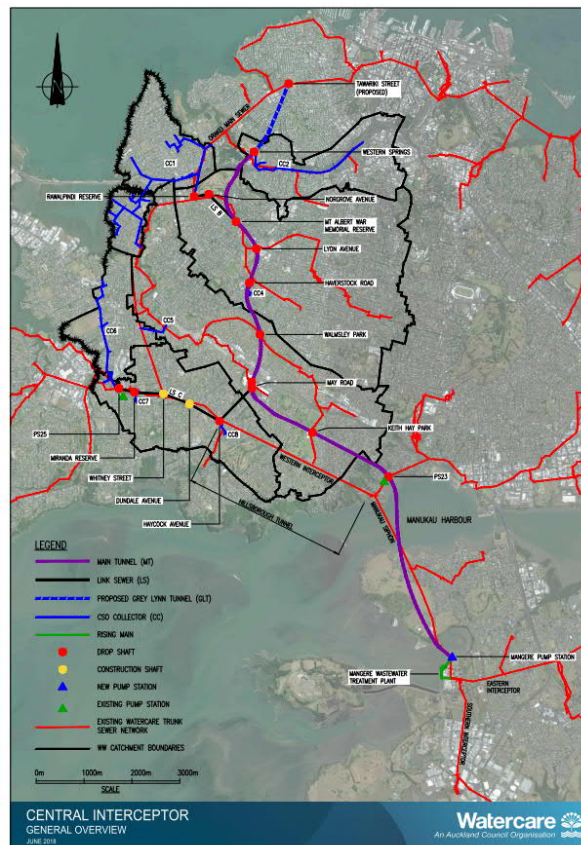 TAWARIKI STREET
(PROPOSED)
ORAKEI MAIN SEWER
WESTERN SPRINGS
CC1
CC2
RAWALPINDI RESERVE
NORGROVE AVENUE
LS B
MT ALBERT WAR
MEMORIAL RESERVE
LYON AVENUE
HAVERSTOCK ROAD
CC4
CC5
WALMSLEY PARK
CC6
MAY ROAD
LS C
CC7
KEITH HAY PARK
PS25
CC8
MIRANDA RESERVE
WESTERN INTERCEPTOR
PS23
WHITNEY STREET
DUNDALE AVENUE
HAYCOCK AVENUE
HILLSBOROUGH TUNNEL
MANUKAU SIPHON
MANUKAU HARBOUR
LEGEND
MAIN TUNNEL (MT)
LINK SEWER (LS)
PROPOSED GREY LYNN TUNNEL (GLT)
CSO COLLECTOR (CC)
RISING MAIN
DROP SHAFT
CONSTRUCTION SHAFT
NEW PUMP STATION
EXISTING PUMP STATION
EXISTING WATERCARE TRUNK
SEWER NETWORK
WW CATCHMENT BOUNDARIES
MANGERE PUMP STATION
MANGERE WASTEWATER
TREATMENT PLANT
EASTERN
INTERCEPTOR
SOUTHERN INTERCEPTOR
0m 1000m 2000m 3000m
SCALE
CENTRAL INTERCEPTOR
GENERAL OVERVIEW
JUNE 2018
Watercare
An Auckland Council Organisation